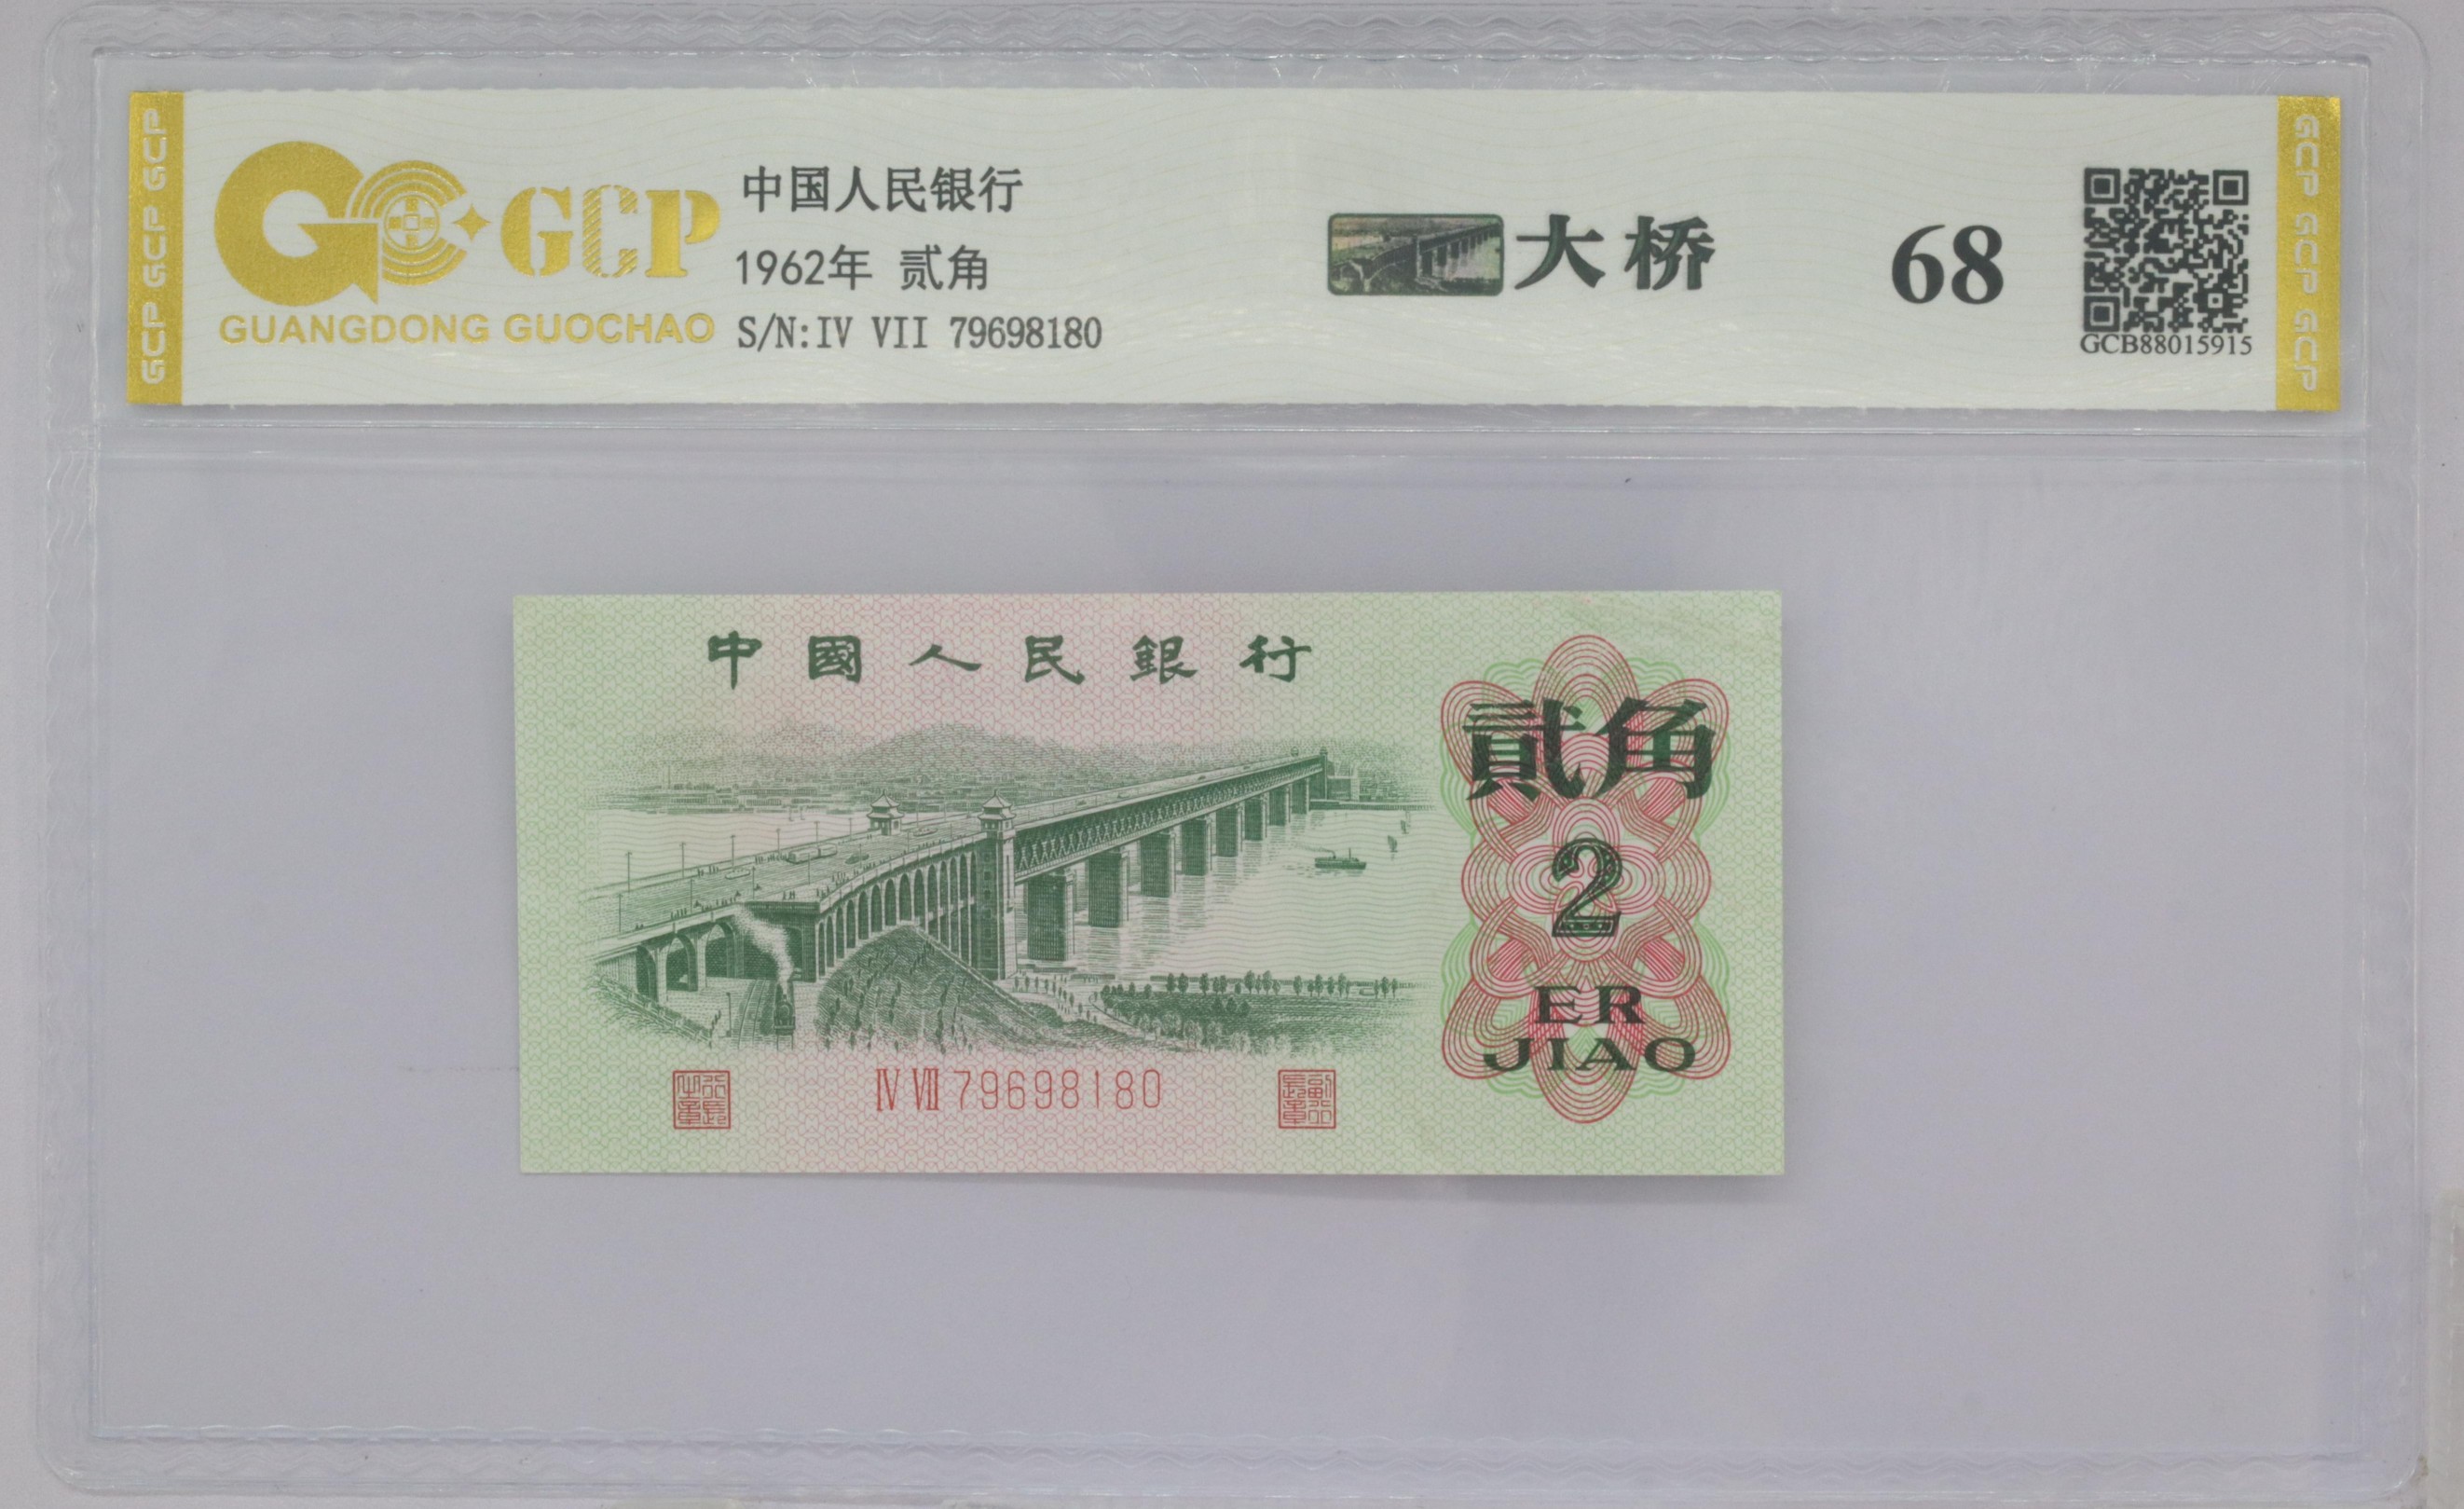 GCP GCP GCP
GCP
GUANGDONG GUOCHAO
中国人民银行
1962年 贰角
S/N:IV VII 79698180
大桥
68
GCB88015915
GCP GCP GCP
中國人民銀行
貳角
2
ER
JIAO
IV VII 79698180